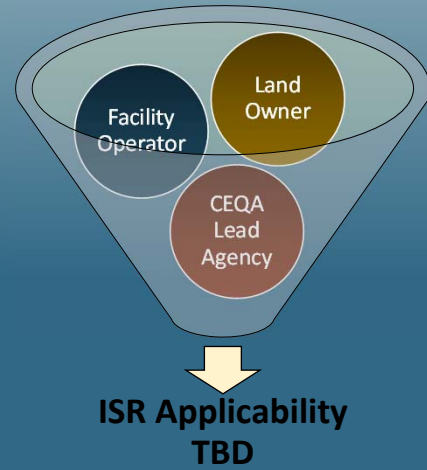 Facility
Operator
Land
Owner
CEQA
Lead
Agency
ISR Applicability
TBD